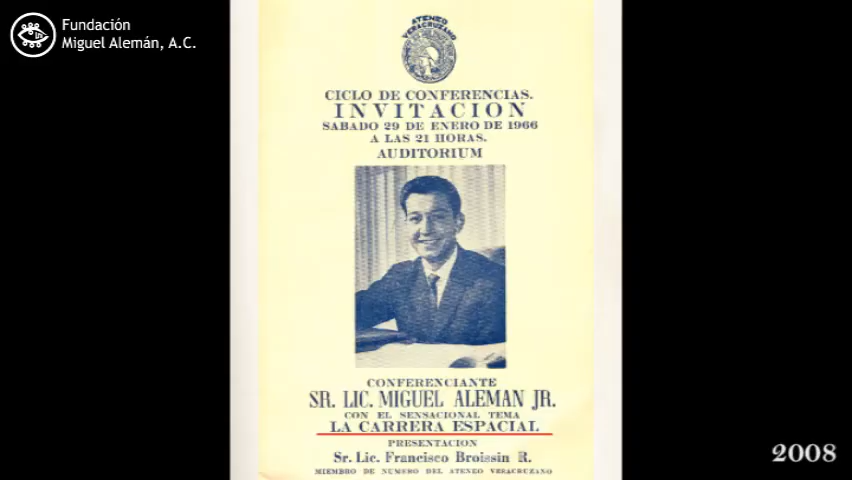 Fundación
Miguel Alemán, A.C.
ATENEO
VERACRUZANO
CICLO DE CONFERENCIAS.
INVITACION
SABADO 29 DE ENERO DE 1966
A LAS 21 HORAS.
AUDITORIUM
CONFERENCIANTE
SR. LIC. MIGUEL ALEMAN JR.
CON EL SENSACIONAL TEMA
LA CARRERA ESPACIAL
PRESENTACION
Sr. Lic. Francisco Broissin R.
MIEMBRO DE NUMERO DEL ATENEO VERACRUZANO
2008